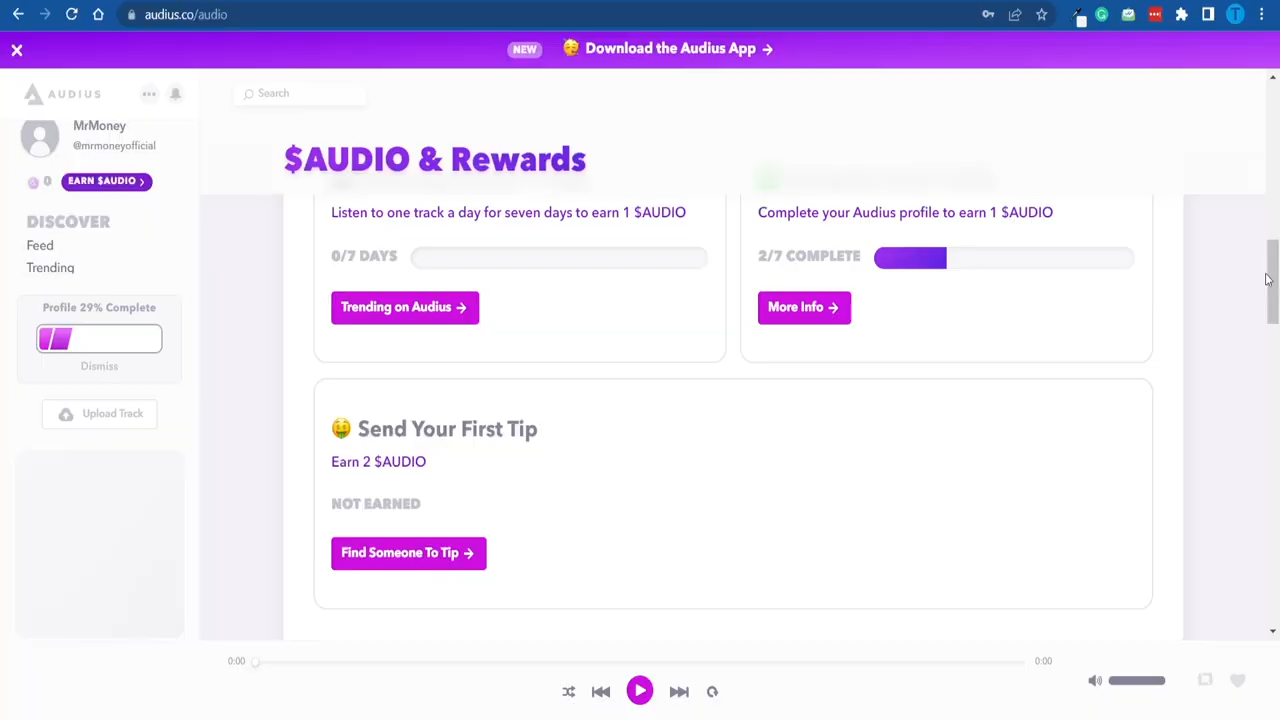 audius.co/audio
T
NEW Download the Audius App →
AUDIUS
Search
MrMoney
@mrmoneyofficial
0 EARN $AUDIO
DISCOVER
Feed
Trending
Profile 29% Complete
Dismiss
Upload Track
$AUDIO & Rewards
Listen to one track a day for seven days to earn 1 $AUDIO
0/7 DAYS
Trending on Audius →
Complete your Audius profile to earn 1 $AUDIO
2/7 COMPLETE
More Info →
Send Your First Tip
Earn 2 $AUDIO
NOT EARNED
Find Someone To Tip →
0:00
0:00